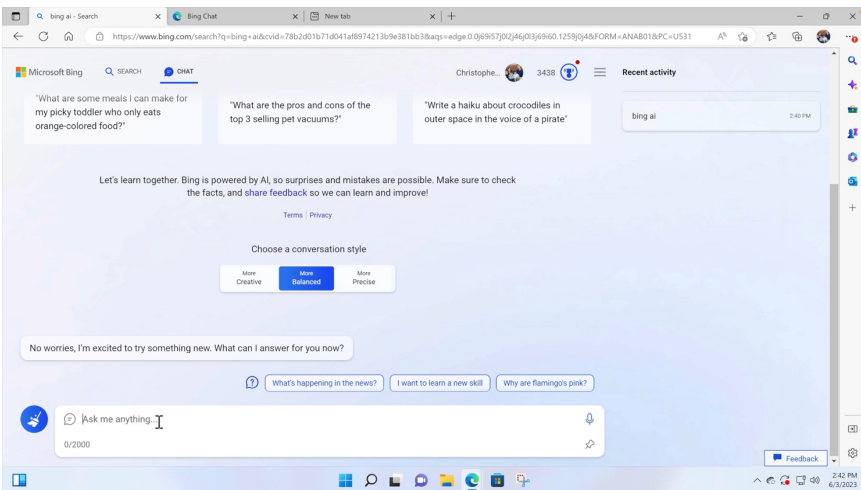 bing ai - Search
Bing Chat
New tab
https://www.bing.com/search?q=bing+ai&cvid=78b2d01b71d041af8974213b9e381bb3&aqs=edge.0.0j69i57j0l2j46j0l3j69i60.1259j0j4&FORM=ANAB01&PC=U531
Microsoft Bing
SEARCH
CHAT
Christophe...
3438
Recent activity
"What are some meals I can make for
my picky toddler who only eats
orange-colored food?"
"What are the pros and cons of the
top 3 selling pet vacuums?"
"Write a haiku about crocodiles in
outer space in the voice of a pirate"
bing ai
2:40 PM
Let's learn together. Bing is powered by AI, so surprises and mistakes are possible. Make sure to check
the facts, and share feedback so we can learn and improve!
Terms | Privacy
Choose a conversation style
More
Creative
More
Balanced
More
Precise
No worries, I'm excited to try something new. What can I answer for you now?
What's happening in the news?
I want to learn a new skill
Why are flamingo's pink?
Ask me anything...
0/2000
Feedback
2:42 PM
6/3/2023